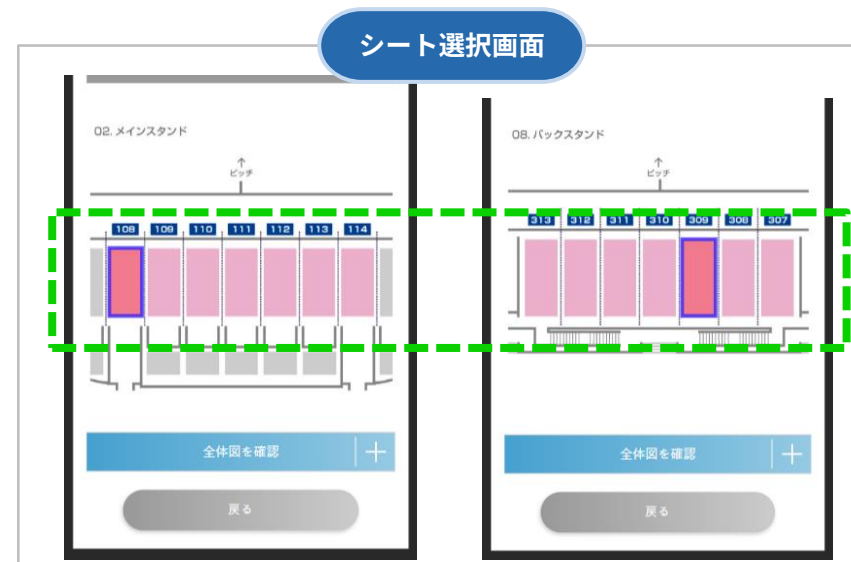 シート選択画面
02. メインスタンド
↑
ピッチ
108 109 110 111 112 113 114
全体図を確認
戻る
08. バックスタンド
↑
ピッチ
313 312 311 310 309 308 307
全体図を確認
戻る